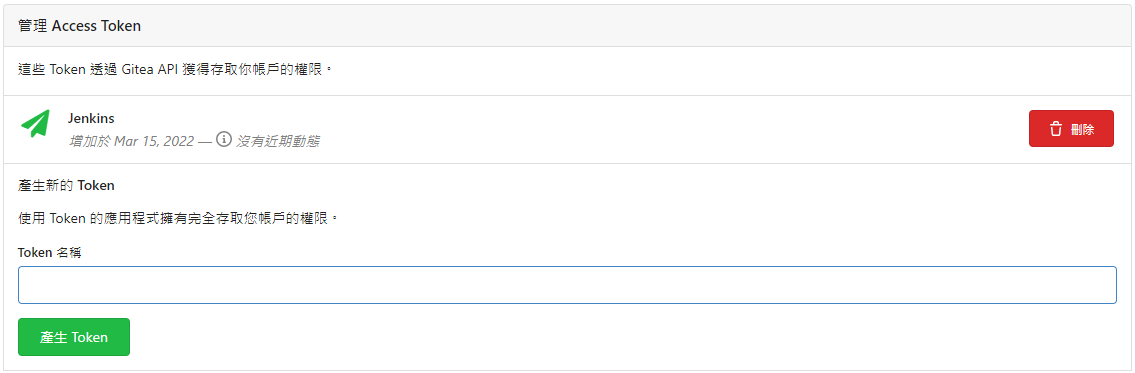 管理 Access Token
這些 Token 透過 Gitea API 獲得存取你帳戶的權限。
Jenkins
增加於 Mar 15, 2022 — 沒有近期動態
刪除
產生新的 Token
使用 Token 的應用程式擁有完全存取您帳戶的權限。
Token 名稱
產生 Token